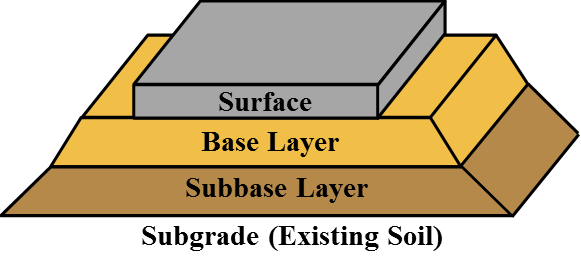 Surface
Base Layer
Subbase Layer
Subgrade (Existing Soil)